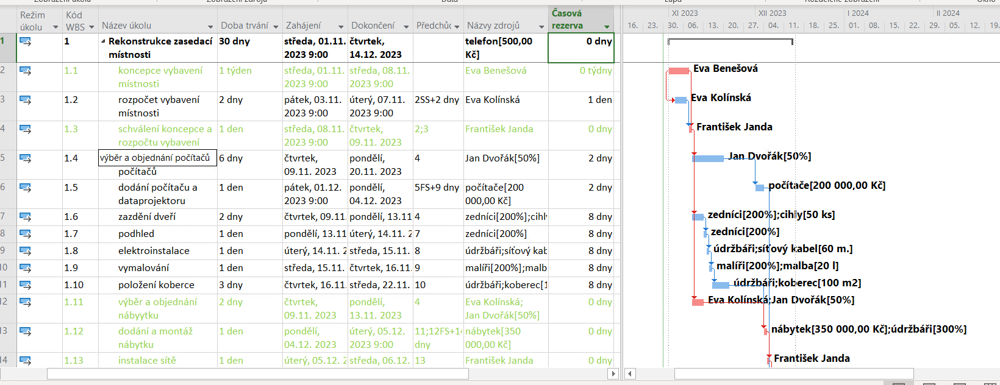 Režim úkolu	Kód WBS	Název úkolu	Doba trvání	Zahájení	Dokončení	Předchůc	Názvy zdrojů	Časová rezerva
1	1	Rekonstrukce zasedací místnosti	30 dny	středa, 01.11. 2023 9:00	čtvrtek, 14.12. 2023		telefon[500,00 Kč]	0 dny
2	1.1	koncepce vybavení místnosti	1 týden	středa, 01.11. 2023 9:00	středa, 08.11. 2023 9:00		Eva Benešová	0 týdny
3	1.2	rozpočet vybavení místnosti	2 dny	pátek, 03.11. 2023 9:00	úterý, 07.11. 2023 9:00	2SS+2 dny	Eva Kolínská	1 den
4	1.3	schválení koncepce a rozpočtu vybavení	1 den	středa, 08.11. 2023 9:00	čtvrtek, 09.11. 2023	2;3	František Janda	0 dny
5	1.4	výběr a objednání počítačů počítačů	6 dny	čtvrtek, 09.11. 2023	pondělí, 20.11. 2023	4	Jan Dvořák[50%]	2 dny
6	1.5	dodání počítaču a dataprojektoru	1 den	pátek, 01.12. 2023 9:00	pondělí, 04.12. 2023	5FS+9 dny	počítače[200 000,00 Kč]	2 dny
7	1.6	zazdění dveří	2 dny	čtvrtek, 09.11.	pondělí, 13.11	4	zedníci[200%];cihly	8 dny
8	1.7	podhled	1 den	pondělí, 13.11	úterý, 14.11. 2	7	zedníci[200%]	8 dny
9	1.8	elektroinstalace	1 den	úterý, 14.11. 2	středa, 15.11.	8	údržbáři;síťový kab	8 dny
10	1.9	vymalování	1 den	středa, 15.11.	čtvrtek, 16.11.	9	malíři[200%];malb	8 dny
11	1.10	položení koberce	3 dny	čtvrtek, 16.11.	středa, 22.11.	10	údržbáři;koberec[1	8 dny
12	1.11	výběr a objednání nábyytku	2 dny	čtvrtek, 09.11. 2023	pondělí, 13.11. 2023	4	Eva Kolínská; Jan Dvořák[50%]	0 dny
13	1.12	dodání a montáž nábytku	1 den	pondělí, 04.12. 2023	úterý, 05.12. 2023 9:00	11;12FS+14 dny	nábytek[350 000,00 Kč]	0 dny
14	1.13	instalace sítě	1 den	úterý, 05.12. 2	středa, 06.12.	13	František Janda	0 dny
XI 2023	XII 2023	I 2024	II 2024
16.	23.	30.	06.	13.	20.	27.	04.	11.	18.	25.	01.	08.	15.	22.	29.	05.	12.	19.
Eva Benešová
Eva Kolínská
František Janda
Jan Dvořák[50%]
počítače[200 000,00 Kč]
zedníci[200%];cihly[50 ks]
zedníci[200%]
údržbáři;síťový kabel[60 m.]
malíři[200%];malba[20 l]
údržbáři;koberec[100 m2]
Eva Kolínská;Jan Dvořák[50%]
nábytek[350 000,00 Kč];údržbáři[300%]
František Janda